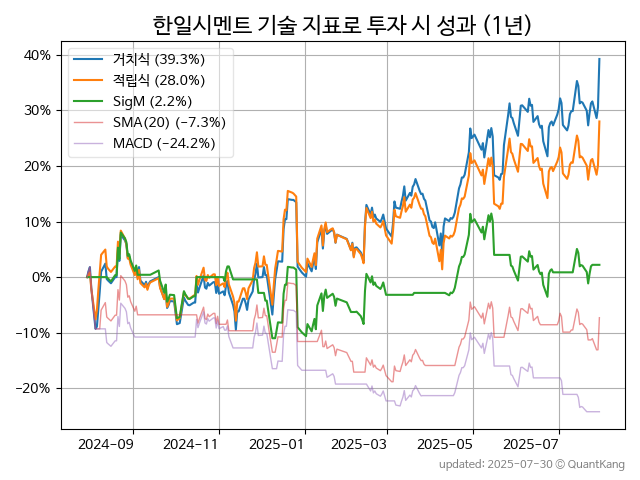 한일시멘트 기술 지표로 투자 시 성과 (1년)
거치식 (39.3%)
적립식 (28.0%)
SigM (2.2%)
SMA(20) (−7.3%)
MACD (−24.2%)
40%
30%
20%
10%
0%
−10%
−20%
2024-09
2024-11
2025-01
2025-03
2025-05
2025-07
updated: 2025-07-30 © QuantKang